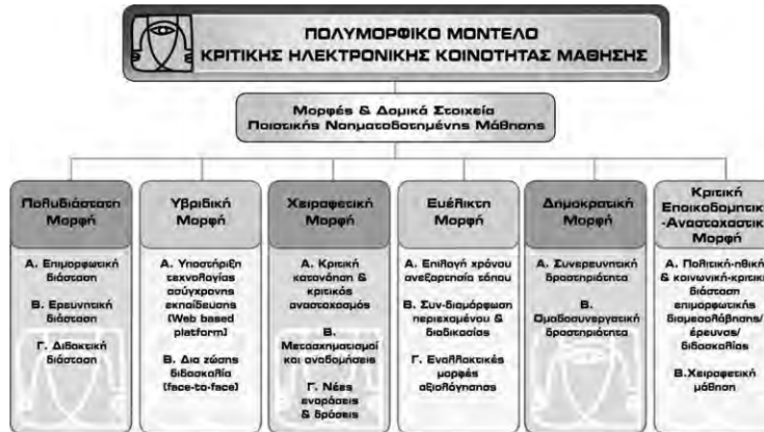 ΠΟΛΥΜΟΡΦΙΚΟ ΜΟΝΤΕΛΟ
ΚΡΙΤΙΚΗΣ ΗΛΕΚΤΡΟΝΙΚΗΣ ΚΟΙΝΟΤΗΤΑΣ ΜΑΘΗΣΗΣ
Μορφές & Δομικά Στοιχεία
Ποιοτικής Νοηματοδοτημένης Μάθησης
Πολυδιάστατη
Μορφή
Α. Επιμορφωτική
διάσταση
Β. Ερευνητική
διάσταση
Γ. Διδακτική
διάσταση
Υβριδική
Μορφή
Α. Υποστήριξη
τεχνολογίας
ασύγχρονης
εκπαίδευσης
(Web based
platform)
Β. Δια ζώσης
διδασκαλία
(face-to-face)
Χειραφετική
Μορφή
Α. Κριτική
κατανόηση &
κριτικός
αναστοχασμός
Β.
Μετασχηματισμοί
και αναδομήσεις
Γ. Νέες
ενοράσεις
& δράσεις
Ευέλικτη
Μορφή
Α. Επιλογή χρόνου
ανεξαρτησία τόπου
Β. Συν-διαμόρφωση
περιεχομένου &
διαδικασίας
Γ. Εναλλακτικές
μορφές
αξιολόγησης
Δημοκρατική
Μορφή
Α. Συνερευνητική
δραστηριότητα
Β.
Ομαδοσυνεργατική
δραστηριότητα
Κριτική
Εποικοδομητική
-Αναστοχαστική
Μορφή
Α. Πολιτική-ηθική
& κοινωνική-κριτική
διάσταση
επιμορφωτικής
διαμεσολάβησης/
έρευνας/
διδασκαλίας
Β.Χειραφετική
μάθηση